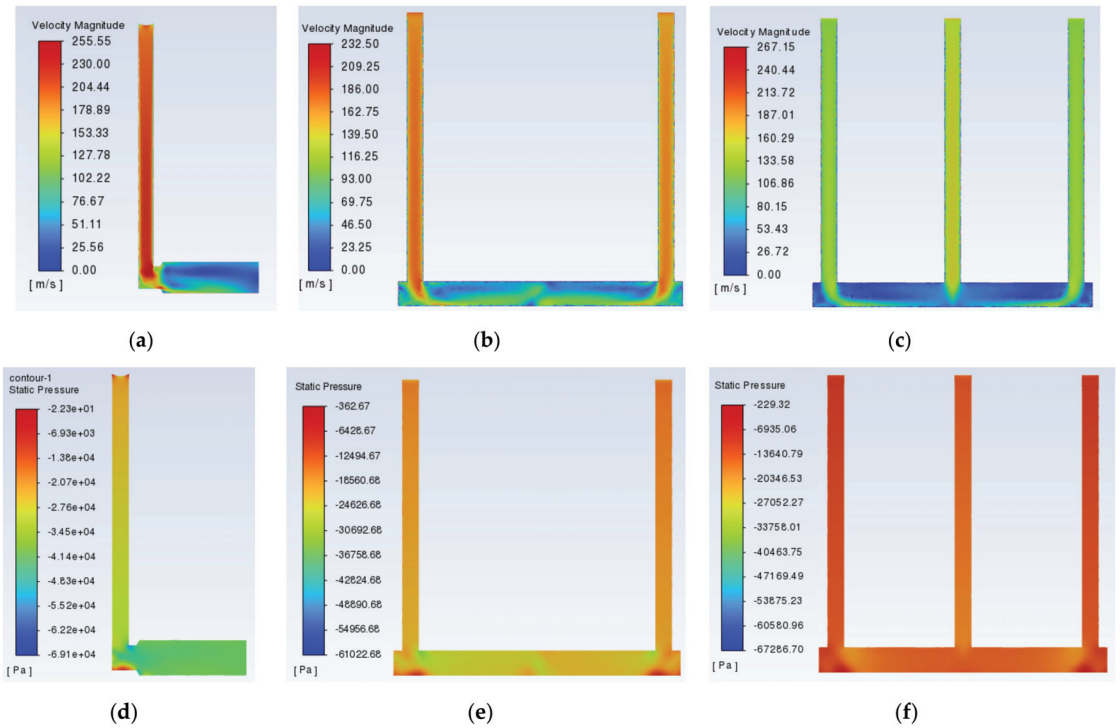 Velocity Magnitude
255.55
230.00
204.44
178.89
153.33
127.78
102.22
76.67
51.11
25.56
0.00
[ m/s ]
(a)
Velocity Magnitude
232.50
209.25
186.00
162.75
139.50
116.25
93.00
69.75
46.50
23.25
0.00
[ m/s ]
(b)
Velocity Magnitude
267.15
240.44
213.72
187.01
160.29
133.58
106.86
80.15
53.43
26.72
0.00
[ m/s ]
(c)
contour-1
Static Pressure
-2.23e+01
-6.93e+03
-1.38e+04
-2.07e+04
-2.76e+04
-3.45e+04
-4.14e+04
-4.83e+04
-5.52e+04
-6.22e+04
-6.91e+04
[ Pa ]
(d)
Static Pressure
-362.67
-6428.67
-12494.67
-18560.68
-24626.68
-30692.68
-36758.68
-42824.68
-48890.68
-54956.68
-61022.68
[ Pa ]
(e)
Static Pressure
-229.32
-6935.06
-13640.79
-20346.53
-27052.27
-33758.01
-40463.75
-47169.49
-53875.23
-60580.96
-67286.70
[ Pa ]
(f)